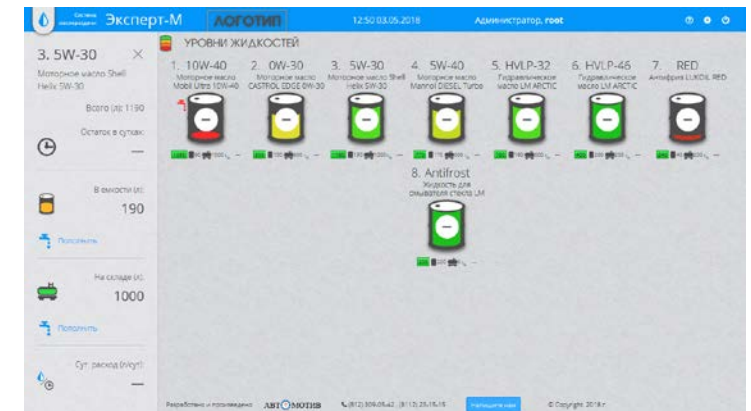 Система
Эксперт-М
ЛОГОТИП
12:50 03.05.2018
Администратор, root
3. 5W-30
Моторное масло Shell
Helix 5W-30
Всего (л): 1190
Остаток в сутках:
—
В емкости (л):
190
Пополнить
На складе (л):
1000
Пополнить
Сут. расход (л/сут):
—
УРОВНИ ЖИДКОСТЕЙ
1. 10W-40
Моторное масло
Mobil Ultra 10W-40
2. 0W-30
Моторное масло
CASTROL EDGE 0W-30
3. 5W-30
Моторное масло Shell
Helix 5W-30
4. 5W-40
Моторное масло
Mannol DIESEL Turbo
5. HVLP-32
Гидравлическое
масло LM ARCTIC
6. HVLP-46
Гидравлическое
масло LM ARCTIC
7. RED
Антифриз LUKOIL RED
8. Antifrost
Жидкость для
омывателя стекла LM
Разработано и произведено
АВТОМОТИВ
Напишите нам
© Copyright 2018 г.